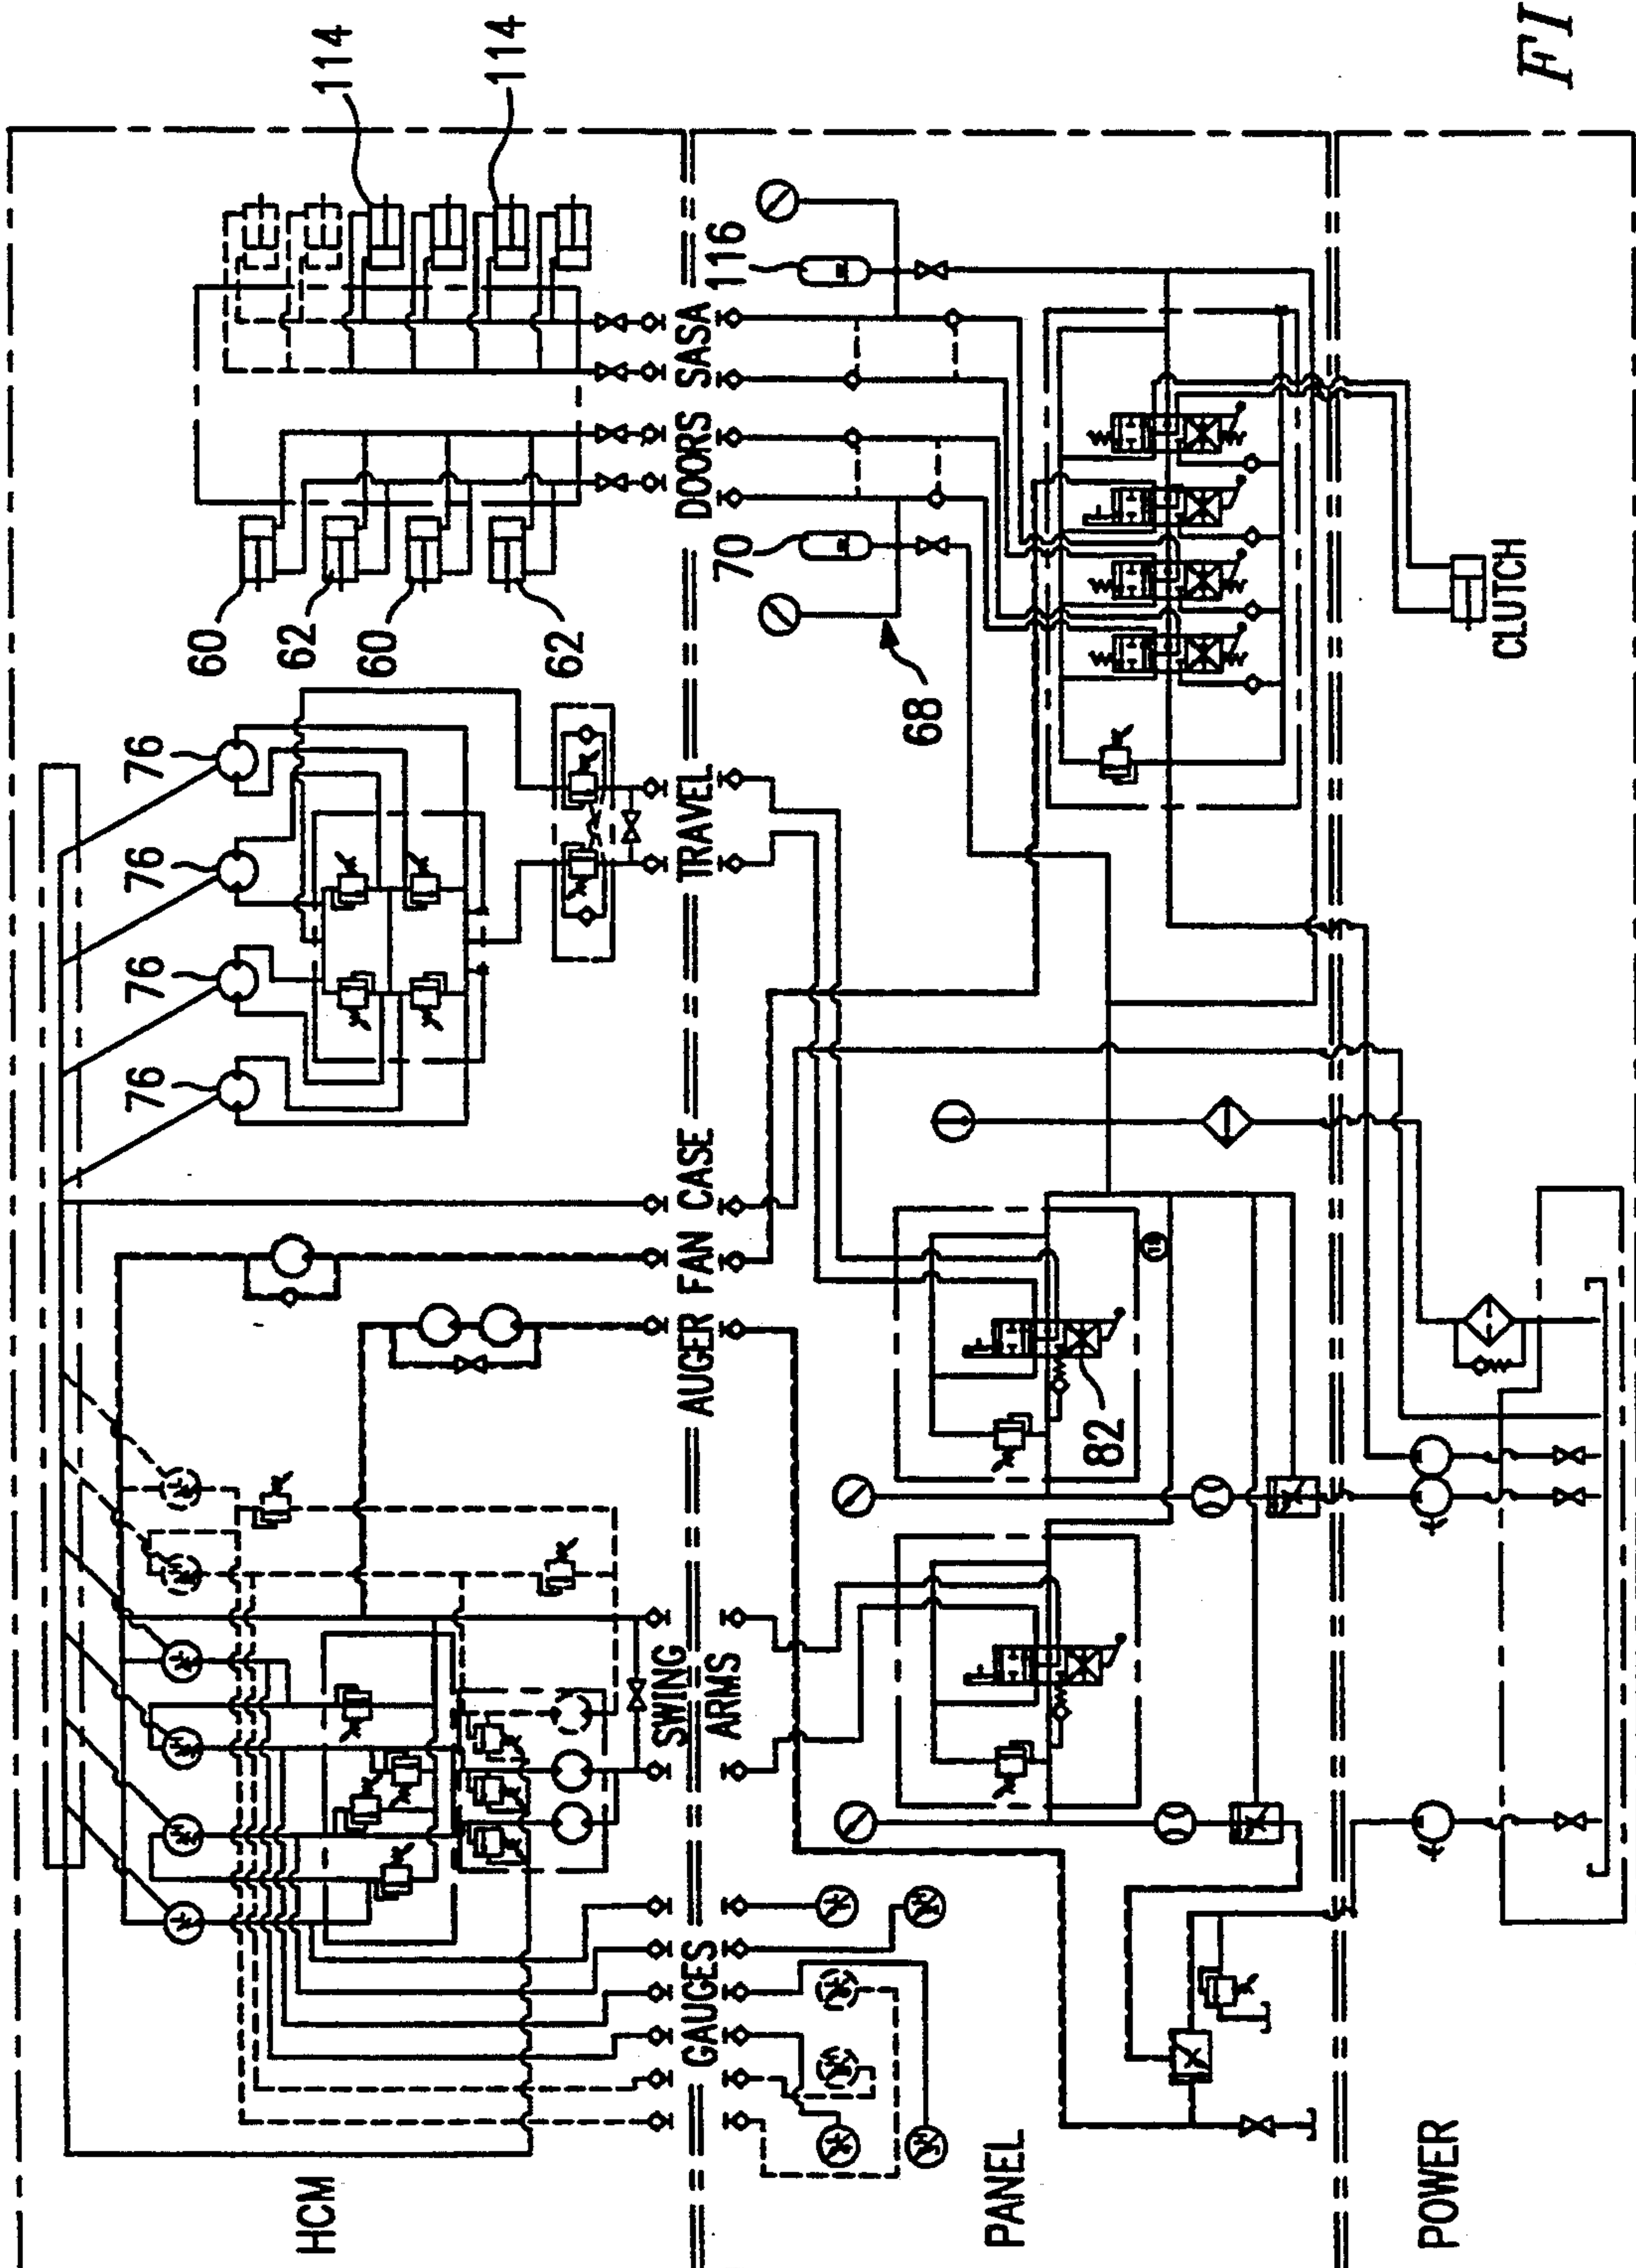 HCM
PANEL
POWER
GAUGES
SWING
ARMS
AUGER
FAN
CASE
TRAVEL
DOORS
SASA
CLUTCH
76
76
76
76
60
62
60
62
114
114
116
70
68
82
FI